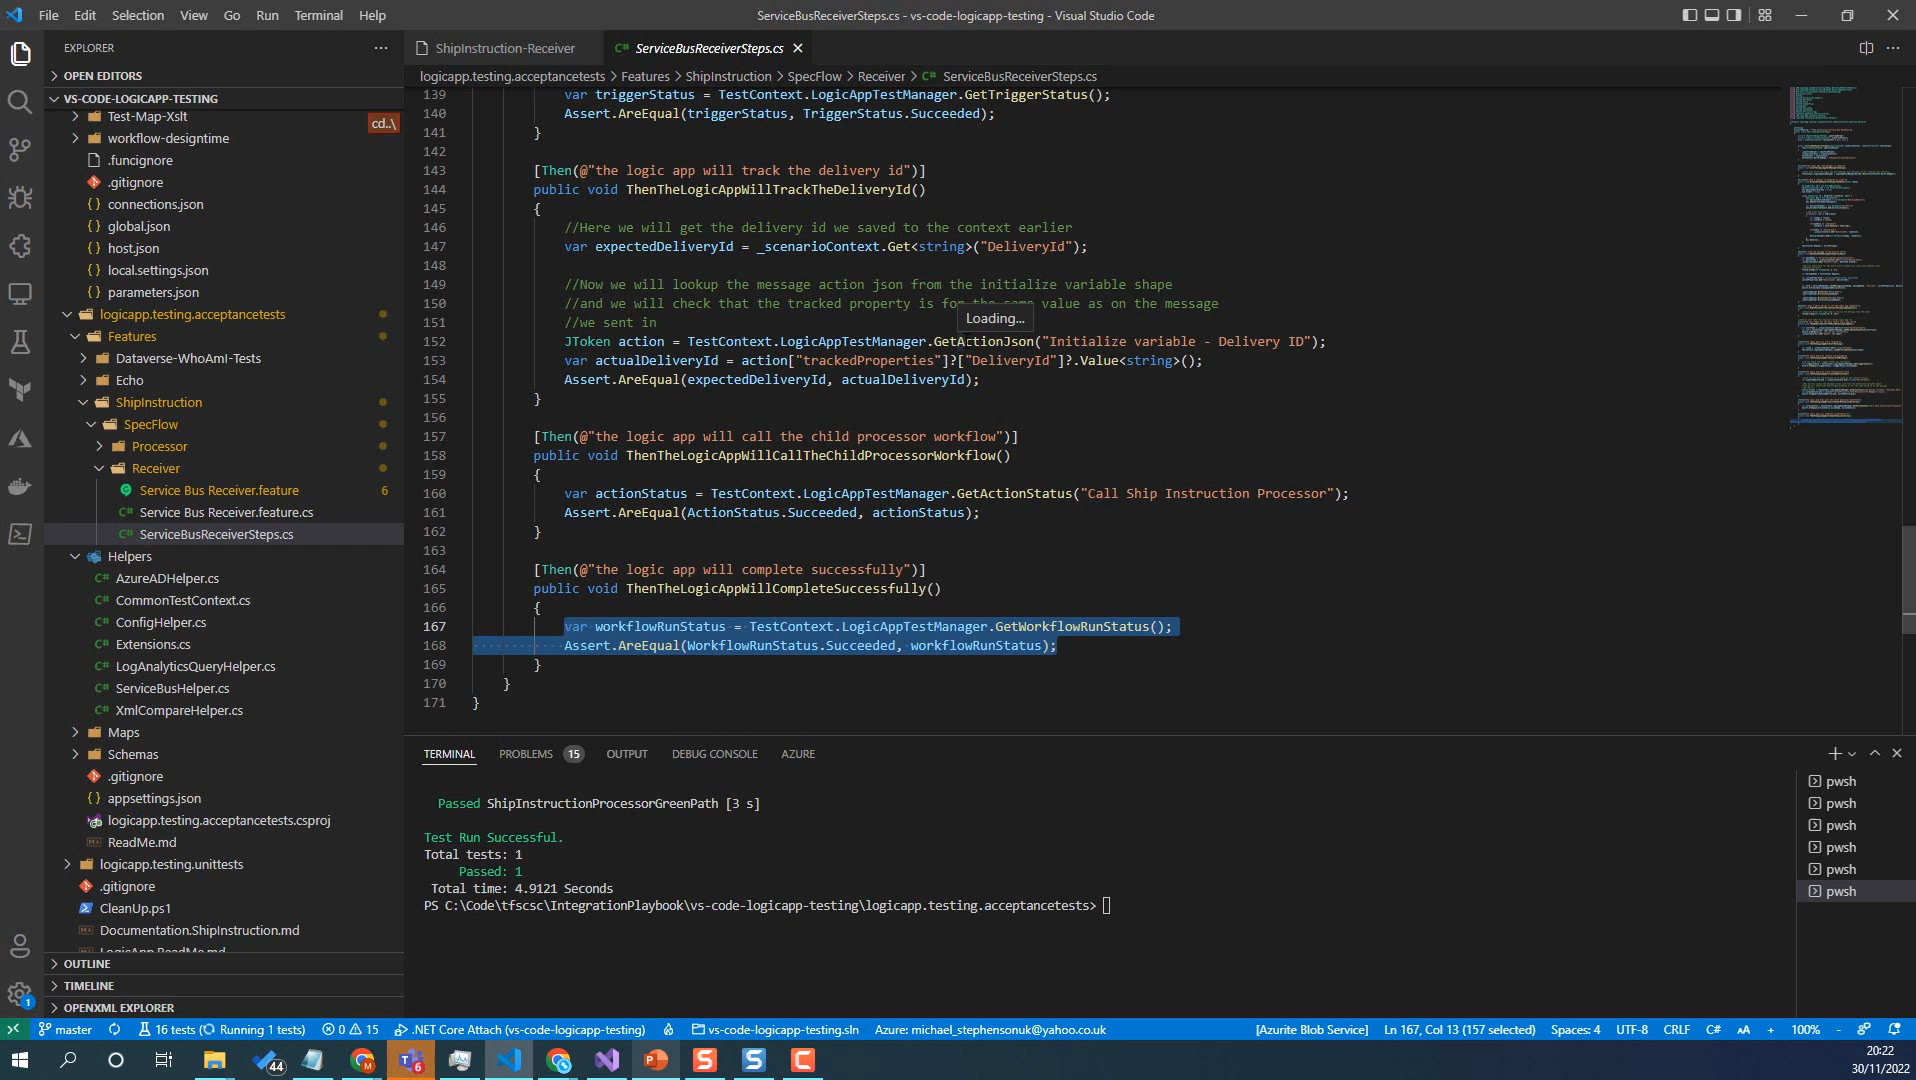 File Edit Selection View Go Run Terminal Help
ServiceBusReceiverSteps.cs - vs-code-logicapp-testing - Visual Studio Code
EXPLORER
OPEN EDITORS
VS-CODE-LOGICAPP-TESTING
Test-Map-Xslt
cd..\
workflow-designtime
.funcignore
.gitignore
connections.json
global.json
host.json
local.settings.json
parameters.json
logicapp.testing.acceptancetests
Features
Dataverse-WhoAmI-Tests
Echo
ShipInstruction
SpecFlow
Processor
Receiver
Service Bus Receiver.feature 6
Service Bus Receiver.feature.cs
ServiceBusReceiverSteps.cs
Helpers
AzureADHelper.cs
CommonTestContext.cs
ConfigHelper.cs
Extensions.cs
LogAnalyticsQueryHelper.cs
ServiceBusHelper.cs
XmlCompareHelper.cs
Maps
Schemas
.gitignore
appsettings.json
logicapp.testing.acceptancetests.csproj
ReadMe.md
logicapp.testing.unittests
.gitignore
CleanUp.ps1
Documentation.ShipInstruction.md
LogicApp.ReadMe.md
OUTLINE
TIMELINE
OPENXML EXPLORER
ShipInstruction-Receiver
C# ServiceBusReceiverSteps.cs
logicapp.testing.acceptancetests > Features > ShipInstruction > SpecFlow > Receiver > C# ServiceBusReceiverSteps.cs
139 var triggerStatus = TestContext.LogicAppTestManager.GetTriggerStatus();
140 Assert.AreEqual(triggerStatus, TriggerStatus.Succeeded);
141 }
142
143 [Then(@"the logic app will track the delivery id")]
144 public void ThenTheLogicAppWillTrackTheDeliveryId()
145 {
146 //Here we will get the delivery id we saved to the context earlier
147 var expectedDeliveryId = _scenarioContext.Get<string>("DeliveryId");
148
149 //Now we will lookup the message action json from the initialize variable shape
150 //and we will check that the tracked property is for the same value as on the message
Loading...
151 //we sent in
152 JToken action = TestContext.LogicAppTestManager.GetActionJson("Initialize variable - Delivery ID");
153 var actualDeliveryId = action["trackedProperties"]?["DeliveryId"]?.Value<string>();
154 Assert.AreEqual(expectedDeliveryId, actualDeliveryId);
155 }
156
157 [Then(@"the logic app will call the child processor workflow")]
158 public void ThenTheLogicAppWillCallTheChildProcessorWorkflow()
159 {
160 var actionStatus = TestContext.LogicAppTestManager.GetActionStatus("Call Ship Instruction Processor");
161 Assert.AreEqual(ActionStatus.Succeeded, actionStatus);
162 }
163
164 [Then(@"the logic app will complete successfully")]
165 public void ThenTheLogicAppWillCompleteSuccessfully()
166 {
167 var workflowRunStatus = TestContext.LogicAppTestManager.GetWorkflowRunStatus();
168 Assert.AreEqual(WorkflowRunStatus.Succeeded, workflowRunStatus);
169 }
170 }
171 }
TERMINAL PROBLEMS 15 OUTPUT DEBUG CONSOLE AZURE
Passed ShipInstructionProcessorGreenPath [3 s]
Test Run Successful.
Total tests: 1
Passed: 1
Total time: 4.9121 Seconds
PS C:\Code\tfscsc\IntegrationPlaybook\vs-code-logicapp-testing\logicapp.testing.acceptancetests>
pwsh
pwsh
pwsh
pwsh
pwsh
pwsh
1
master 16 tests ( Running 1 tests) 0 15 .NET Core Attach (vs-code-logicapp-testing) vs-code-logicapp-testing.sln Azure: michael_stephensonuk@yahoo.co.uk [Azurite Blob Service] Ln 167, Col 13 (157 selected) Spaces: 4 UTF-8 CRLF C# AA + 100% -
44 M 6 S S C
20:22
30/11/2022